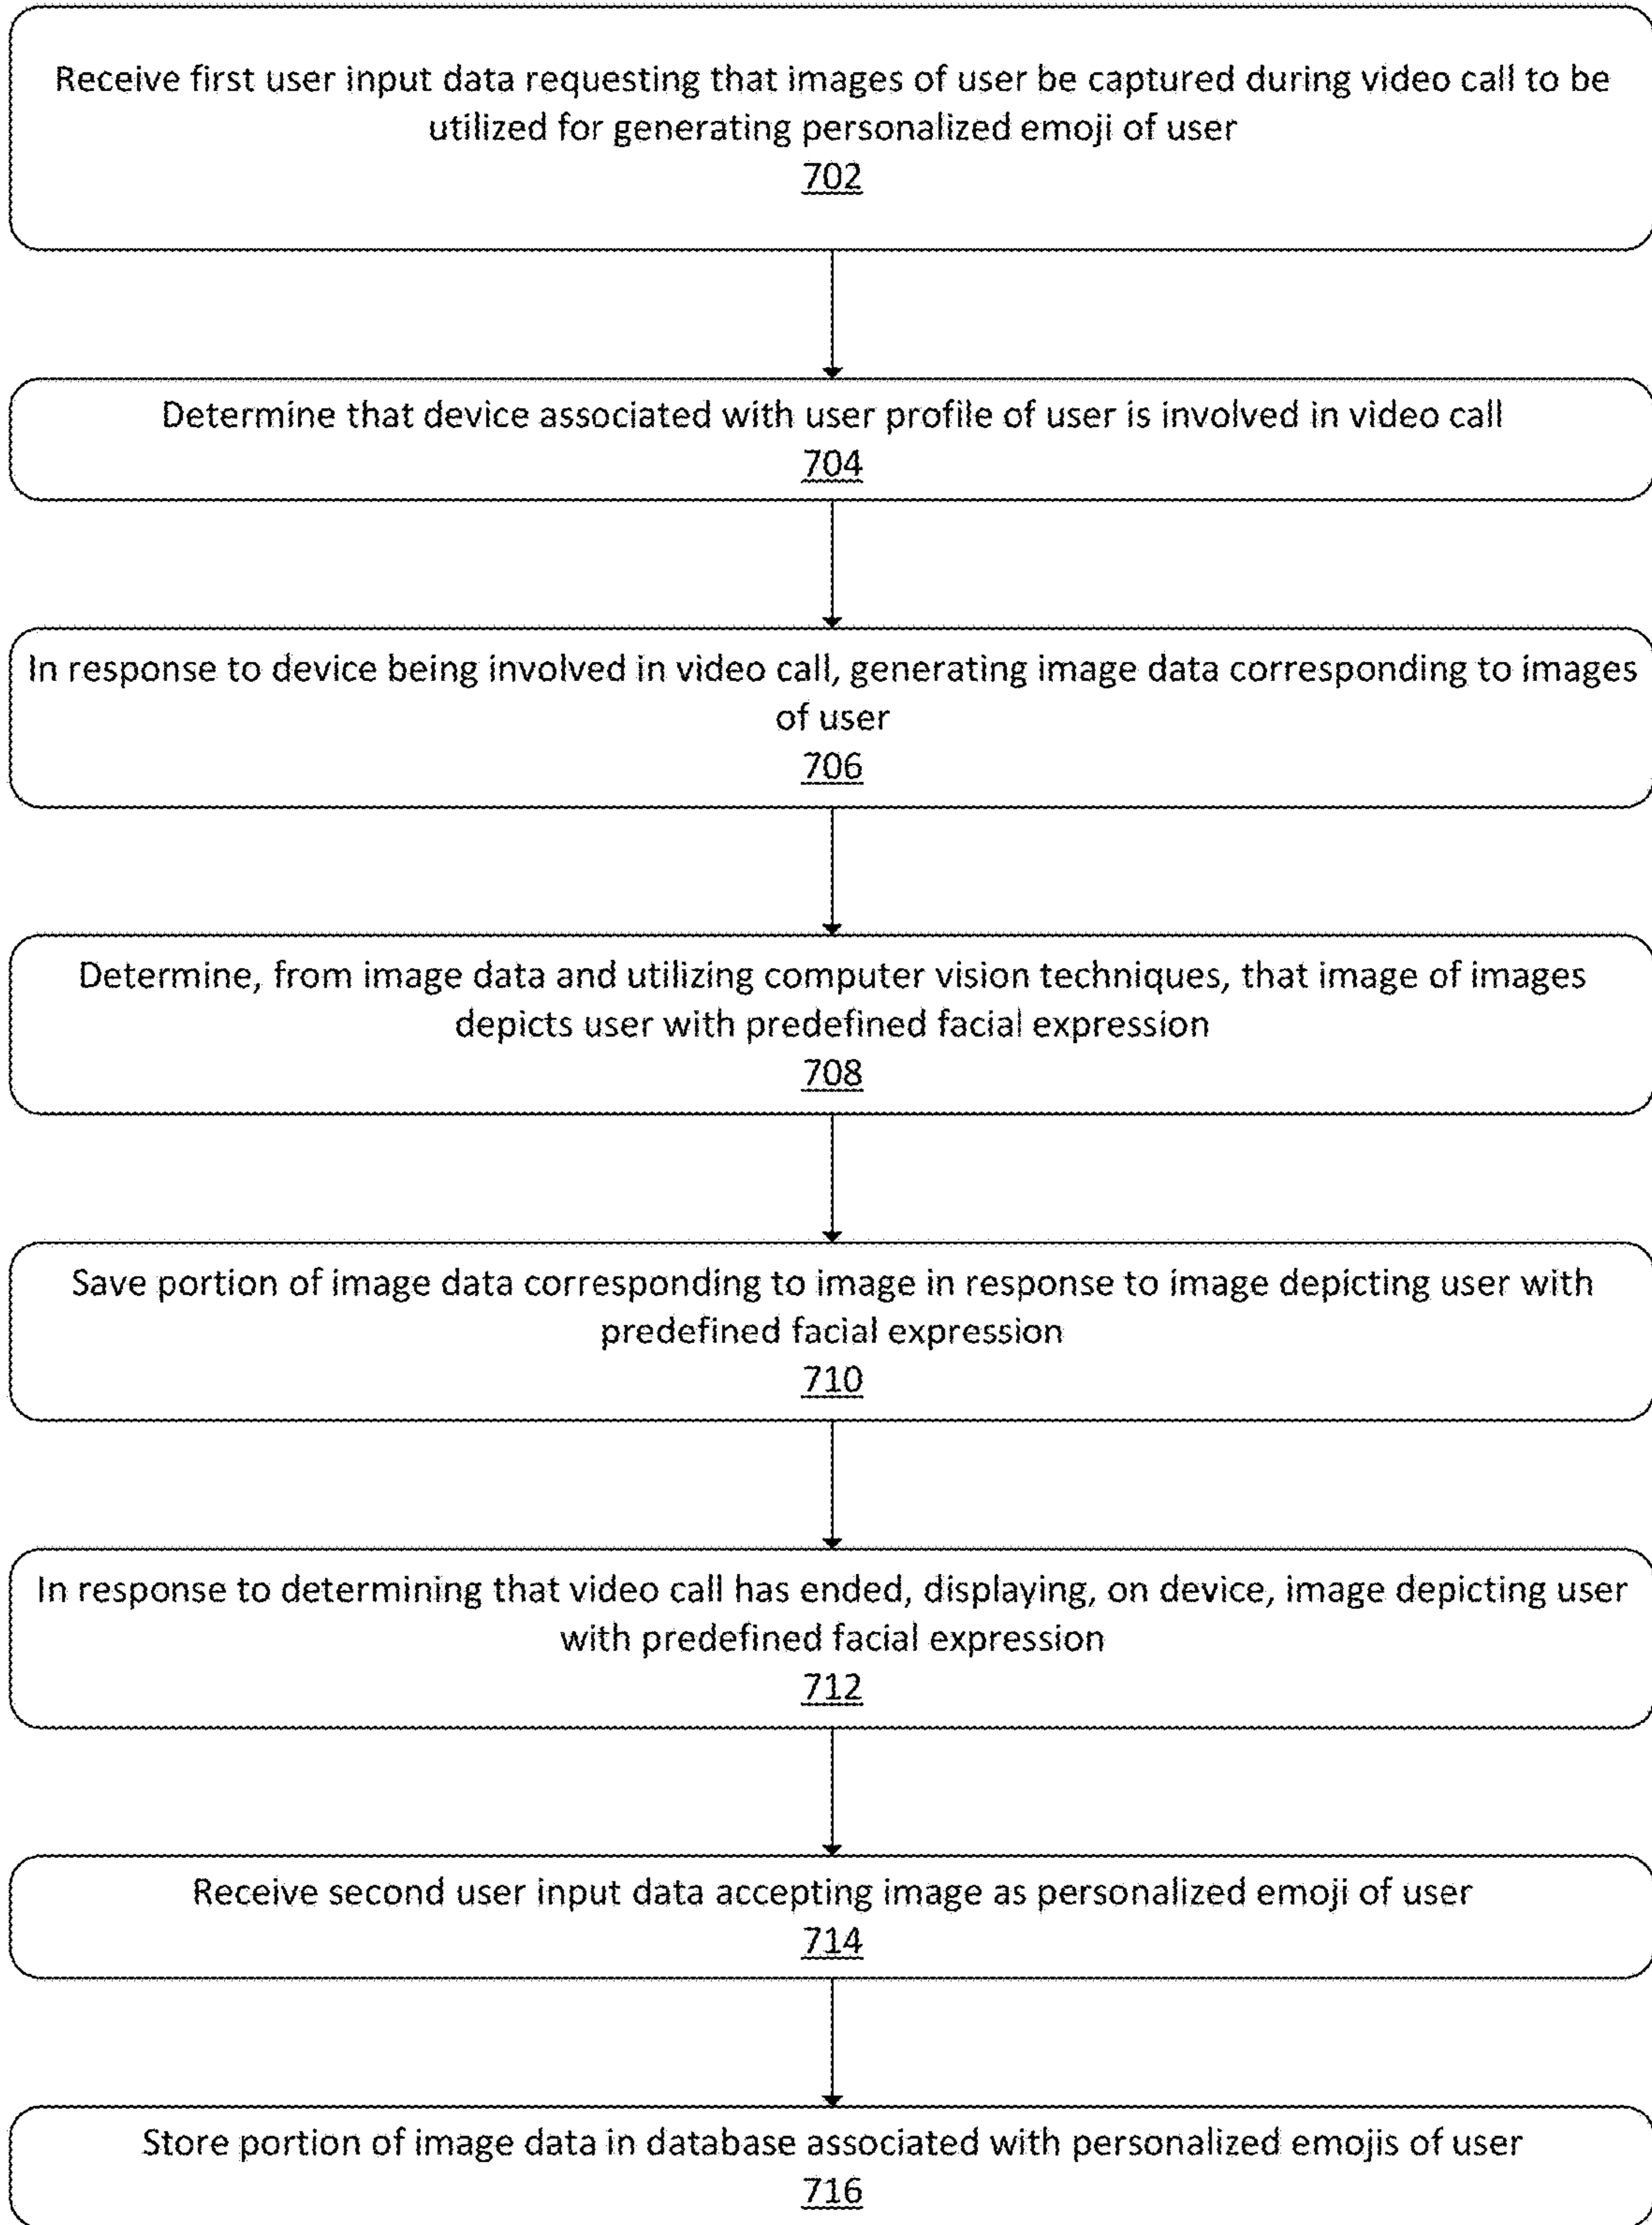 Receive first user input data requesting that images of user be captured during video call to be
utilized for generating personalized emoji of user
702
Determine that device associated with user profile of user is involved in video call
704
In response to device being involved in video call, generating image data corresponding to images
of user
706
Determine, from image data and utilizing computer vision techniques, that image of images
depicts user with predefined facial expression
708
Save portion of image data corresponding to image in response to image depicting user with
predefined facial expression
710
In response to determining that video call has ended, displaying, on device, image depicting user
with predefined facial expression
712
Receive second user input data accepting image as personalized emoji of user
714
Store portion of image data in database associated with personalized emojis of user
716